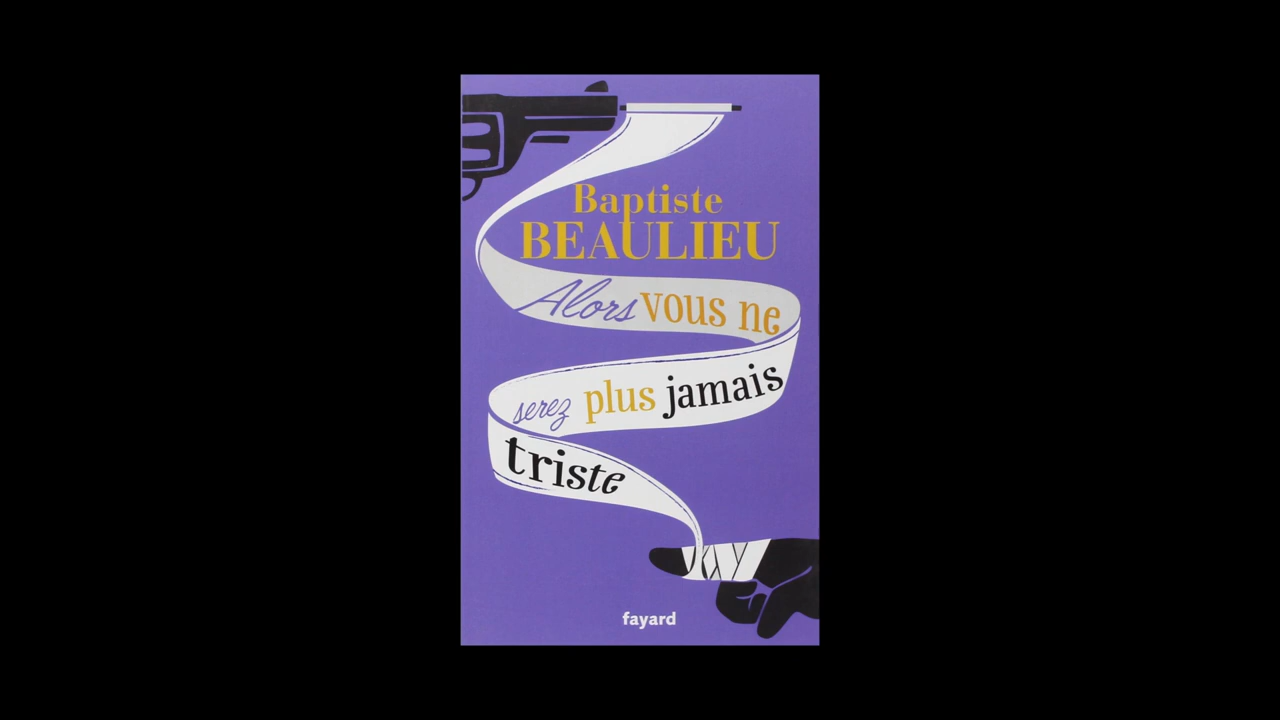 Baptiste
BEAULIEU
Alors vous ne
serez plus jamais
triste
fayard